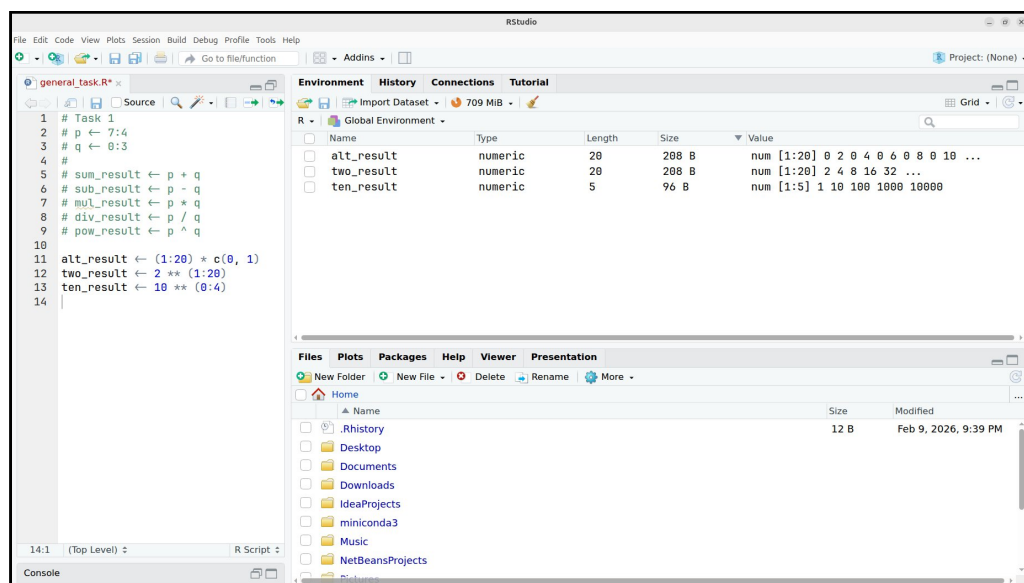 RStudio
File Edit Code View Plots Session Build Debug Profile Tools Help
Go to file/function Addins Project: (None)
general_task.R*
Source
1 # Task 1
2 # p ← 7:4
3 # q ← 0:3
4 #
5 # sum_result ← p + q
6 # sub_result ← p - q
7 # mul_result ← p * q
8 # div_result ← p / q
9 # pow_result ← p ^ q
10
11 alt_result ← (1:20) * c(0, 1)
12 two_result ← 2 ** (1:20)
13 ten_result ← 10 ** (0:4)
14
14:1 (Top Level) R Script
Console
Environment History Connections Tutorial
Import Dataset 709 MiB Grid
R Global Environment
Name Type Length Size Value
alt_result numeric 20 208 B num [1:20] 0 2 0 4 0 6 0 8 0 10 ...
two_result numeric 20 208 B num [1:20] 2 4 8 16 32 ...
ten_result numeric 5 96 B num [1:5] 1 10 100 1000 10000
Files Plots Packages Help Viewer Presentation
New Folder New File Delete Rename More
Home ...
Name Size Modified
.Rhistory 12 B Feb 9, 2026, 9:39 PM
Desktop
Documents
Downloads
IdeaProjects
miniconda3
Music
NetBeansProjects